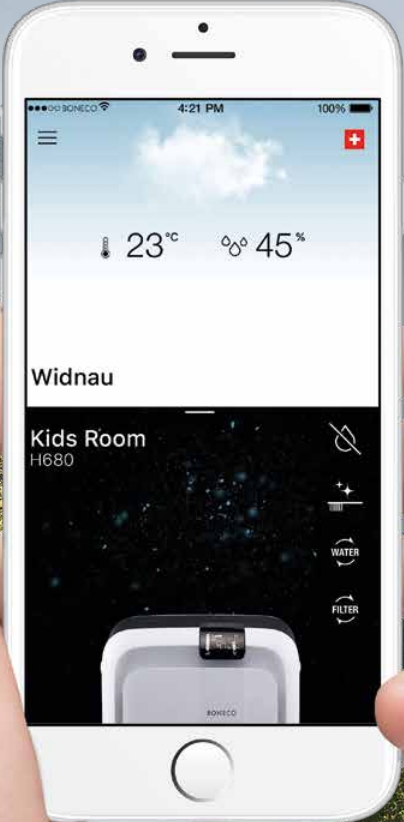 BONECO
4:21 PM
100%
23°C
45%
Widnau
Kids Room
H680
WATER
FILTER
BONECO